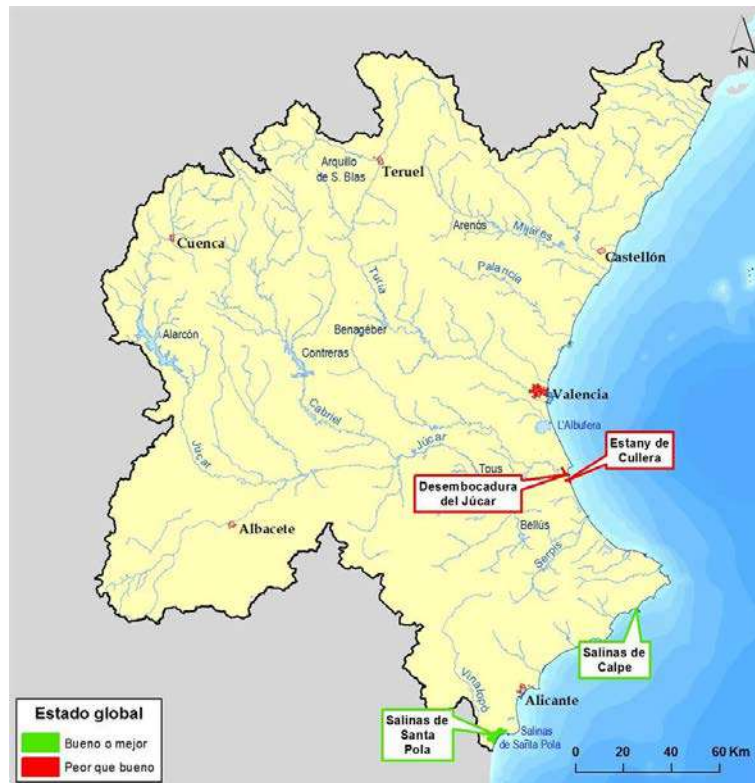 N
Arquillo
de S. Blas
Teruel
Arenós
Mijares
Cuenca
Castellón
Palancia
Turia
Alarcón
Benagéber
Contreras
Valencia
Cabriel
L'Albufera
Júcar
Júcar
Tous
Estany de
Cullera
Desembocadura
del Júcar
Albacete
Bellús
Serpis
Salinas de
Calpe
Vinalopó
Alicante
Salinas de
Santa
Pola
Salinas
de Santa Pola
Estado global
Bueno o mejor
Peor que bueno
0 20 40 60 Km